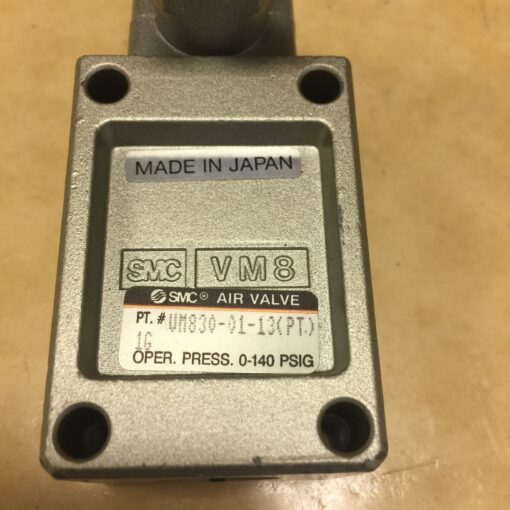 MADE IN JAPAN
SMC VM8
SMC® AIR VALVE
PT. # VM830-01-13(PT.)
1G
OPER. PRESS. 0-140 PSIG